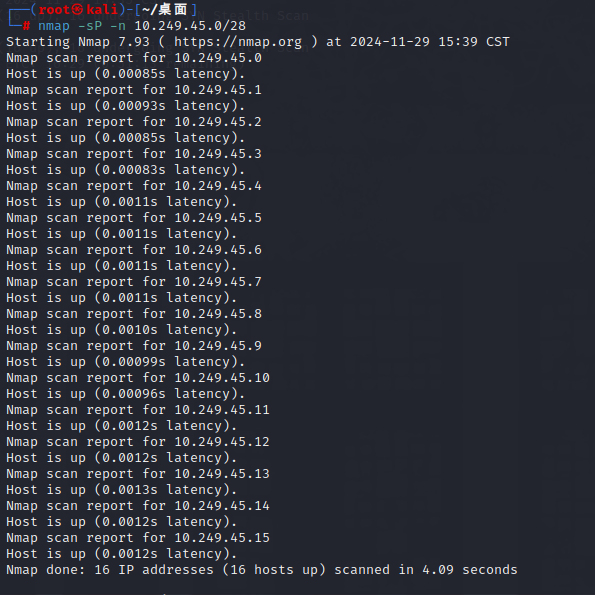 ┌──(root㉿kali)-[~/桌面]
└─# nmap -sP -n 10.249.45.0/28
Starting Nmap 7.93 ( https://nmap.org ) at 2024-11-29 15:39 CST
Nmap scan report for 10.249.45.0
Host is up (0.00085s latency).
Nmap scan report for 10.249.45.1
Host is up (0.00093s latency).
Nmap scan report for 10.249.45.2
Host is up (0.00085s latency).
Nmap scan report for 10.249.45.3
Host is up (0.00083s latency).
Nmap scan report for 10.249.45.4
Host is up (0.0011s latency).
Nmap scan report for 10.249.45.5
Host is up (0.0011s latency).
Nmap scan report for 10.249.45.6
Host is up (0.0011s latency).
Nmap scan report for 10.249.45.7
Host is up (0.0011s latency).
Nmap scan report for 10.249.45.8
Host is up (0.0010s latency).
Nmap scan report for 10.249.45.9
Host is up (0.00099s latency).
Nmap scan report for 10.249.45.10
Host is up (0.00096s latency).
Nmap scan report for 10.249.45.11
Host is up (0.0012s latency).
Nmap scan report for 10.249.45.12
Host is up (0.0012s latency).
Nmap scan report for 10.249.45.13
Host is up (0.0013s latency).
Nmap scan report for 10.249.45.14
Host is up (0.0012s latency).
Nmap scan report for 10.249.45.15
Host is up (0.0012s latency).
Nmap done: 16 IP addresses (16 hosts up) scanned in 4.09 seconds